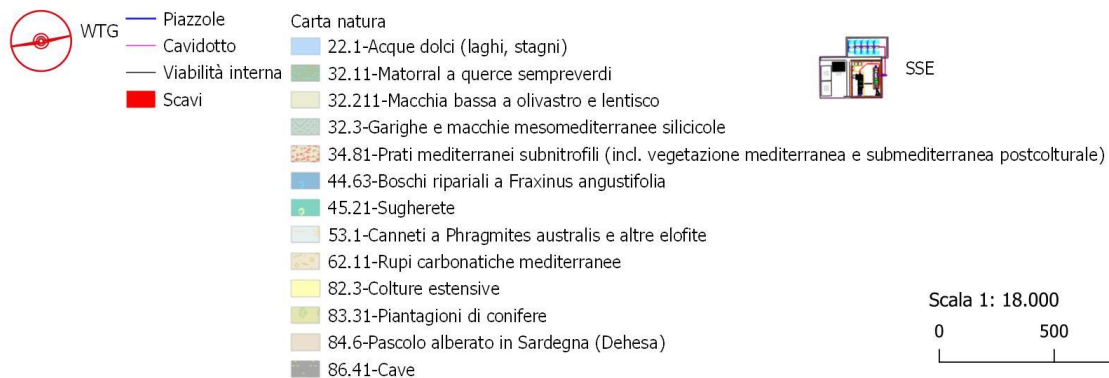 WTG
Piazzole
Cavidotto
Viabilità interna
Scavi
Carta natura
22.1-Acque dolci (laghi, stagni)
32.11-Matorral a querce sempreverdi
32.211-Macchia bassa a olivastro e lentisco
32.3-Garighe e macchie mesomediterranee silicicole
34.81-Prati mediterranei subnitrofili (incl. vegetazione mediterranea e submediterranea postcolturale)
44.63-Boschi ripariali a Fraxinus angustifolia
45.21-Sugherete
53.1-Canneti a Phragmites australis e altre elofite
62.11-Rupi carbonatiche mediterranee
82.3-Colture estensive
83.31-Piantagioni di conifere
84.6-Pascolo alberato in Sardegna (Dehesa)
86.41-Cave
SSE
Scala 1: 18.000
0 500